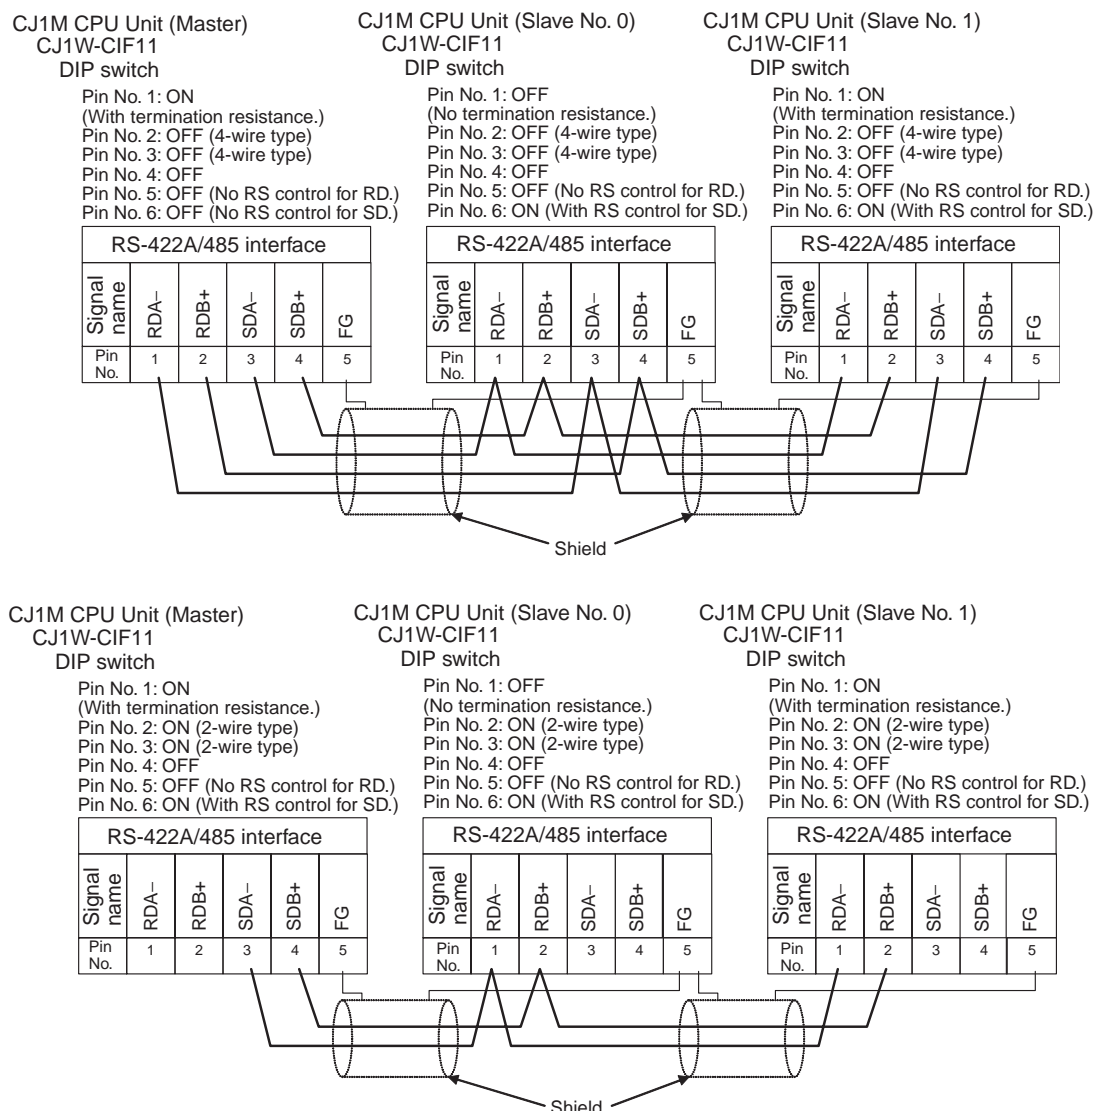 CJ1M CPU Unit (Master)
CJ1W-CIF11
DIP switch
Pin No. 1: ON
(With termination resistance.)
Pin No. 2: OFF (4-wire type)
Pin No. 3: OFF (4-wire type)
Pin No. 4: OFF
Pin No. 5: OFF (No RS control for RD.)
Pin No. 6: OFF (No RS control for SD.)
RS-422A/485 interface
Signal name
RDA−
RDB+
SDA−
SDB+
FG
Pin No.
1
2
3
4
5
CJ1M CPU Unit (Slave No. 0)
CJ1W-CIF11
DIP switch
Pin No. 1: OFF
(No termination resistance.)
Pin No. 2: OFF (4-wire type)
Pin No. 3: OFF (4-wire type)
Pin No. 4: OFF
Pin No. 5: OFF (No RS control for RD.)
Pin No. 6: ON (With RS control for SD.)
RS-422A/485 interface
Signal name
RDA−
RDB+
SDA−
SDB+
FG
Pin No.
1
2
3
4
5
CJ1M CPU Unit (Slave No. 1)
CJ1W-CIF11
DIP switch
Pin No. 1: ON
(With termination resistance.)
Pin No. 2: OFF (4-wire type)
Pin No. 3: OFF (4-wire type)
Pin No. 4: OFF
Pin No. 5: OFF (No RS control for RD.)
Pin No. 6: ON (With RS control for SD.)
RS-422A/485 interface
Signal name
RDA−
RDB+
SDA−
SDB+
FG
Pin No.
1
2
3
4
5
Shield
CJ1M CPU Unit (Master)
CJ1W-CIF11
DIP switch
Pin No. 1: ON
(With termination resistance.)
Pin No. 2: ON (2-wire type)
Pin No. 3: ON (2-wire type)
Pin No. 4: OFF
Pin No. 5: OFF (No RS control for RD.)
Pin No. 6: ON (With RS control for SD.)
RS-422A/485 interface
Signal name
RDA−
RDB+
SDA−
SDB+
FG
Pin No.
1
2
3
4
5
CJ1M CPU Unit (Slave No. 0)
CJ1W-CIF11
DIP switch
Pin No. 1: OFF
(No termination resistance.)
Pin No. 2: ON (2-wire type)
Pin No. 3: ON (2-wire type)
Pin No. 4: OFF
Pin No. 5: OFF (No RS control for RD.)
Pin No. 6: ON (With RS control for SD.)
RS-422A/485 interface
Signal name
RDA−
RDB+
SDA−
SDB+
FG
Pin No.
1
2
3
4
5
CJ1M CPU Unit (Slave No. 1)
CJ1W-CIF11
DIP switch
Pin No. 1: ON
(With termination resistance.)
Pin No. 2: ON (2-wire type)
Pin No. 3: ON (2-wire type)
Pin No. 4: OFF
Pin No. 5: OFF (No RS control for RD.)
Pin No. 6: ON (With RS control for SD.)
RS-422A/485 interface
Signal name
RDA−
RDB+
SDA−
SDB+
FG
Pin No.
1
2
3
4
5
Shield